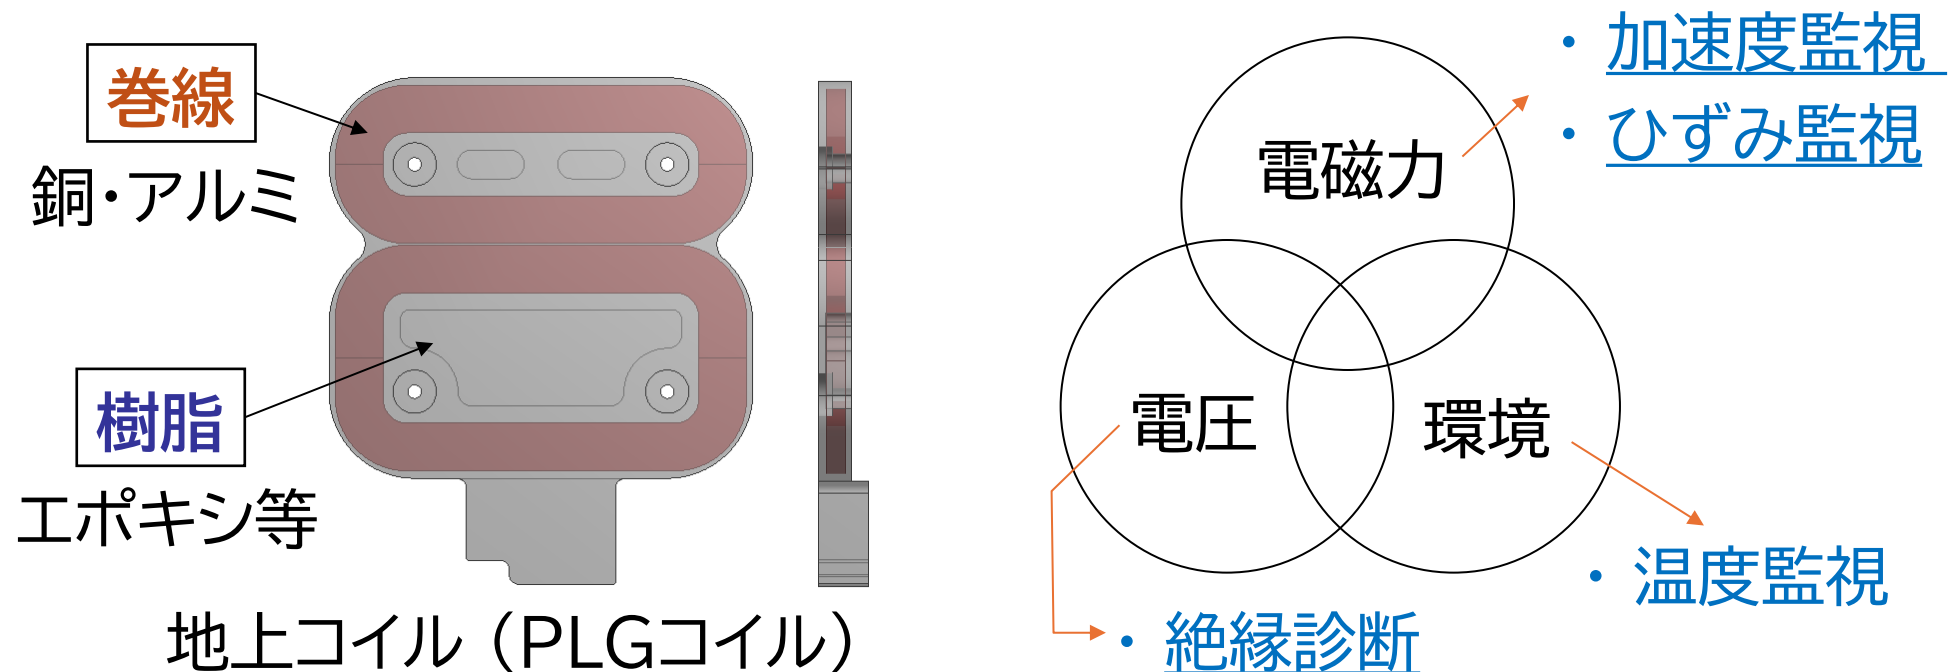 巻線
銅・アルミ
樹脂
エポキシ等
地上コイル（PLGコイル）
電磁力
・加速度監視
・ひずみ監視
電圧
環境
・温度監視
・絶縁診断